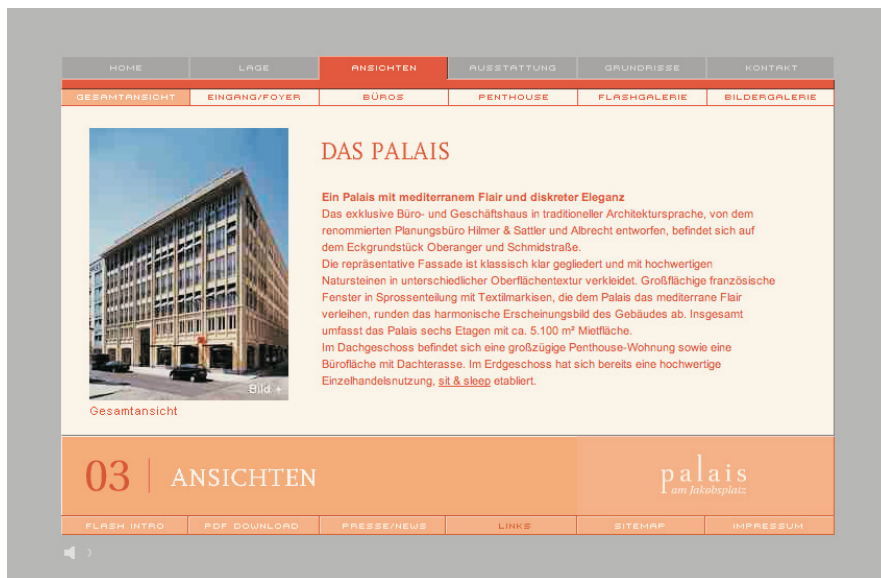 HOME LAGE ANSICHTEN AUSSTATTUNG GRUNDRISSE KONTAKT
GESAMTANSICHT EINGANG/FOYER BÜROS PENTHOUSE FLASHGALERIE BILDERGALERIE
DAS PALAIS
Ein Palais mit mediterranem Flair und diskreter Eleganz
Das exklusive Büro- und Geschäftshaus in traditioneller Architektursprache, von dem
renommierten Planungsbüro Hilmer & Sattler und Albrecht entworfen, befindet sich auf
dem Eckgrundstück Oberanger und Schmidstraße.
Die repräsentative Fassade ist klassisch klar gegliedert und mit hochwertigen
Natursteinen in unterschiedlicher Oberflächentextur verkleidet. Großflächige französische
Fenster in Sprossenteilung mit Textilmarkisen, die dem Palais das mediterrane Flair
verleihen, runden das harmonische Erscheinungsbild des Gebäudes ab. Insgesamt
umfasst das Palais sechs Etagen mit ca. 5.100 m² Mietfläche.
Im Dachgeschoss befindet sich eine großzügige Penthouse-Wohnung sowie eine
Bürofläche mit Dachterasse. Im Erdgeschoss hat sich bereits eine hochwertige
Einzelhandelsnutzung, sit & sleep etabliert.
Bild +
Gesamtansicht
03 | ANSICHTEN
palais
am Jakobsplatz
FLASH INTRO PDF DOWNLOAD PRESSE/NEWS LINKS SITEMAP IMPRESSUM